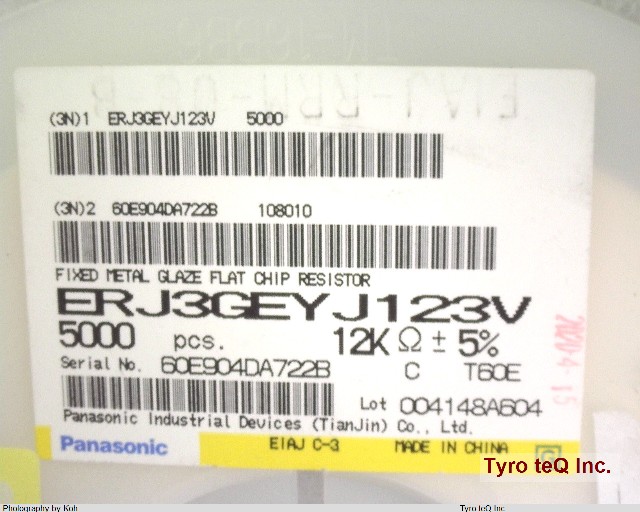 (3N)1 ERJ3GEYJ123V 5000
(3N)2 60E904DA722B 108010
FIXED METAL GLAZE FLAT CHIP RESISTOR
ERJ3GEYJ123V
5000 pcs. 12K Ω ± 5%
Serial No. 60E904DA722B C T60E
Lot 004148A604
Panasonic Industrial Devices (TianJin) Co., Ltd.
Panasonic EIAJ C-3 MADE IN CHINA G
Tyro teQ Inc.
Photography by Koh Tyro teQ Inc